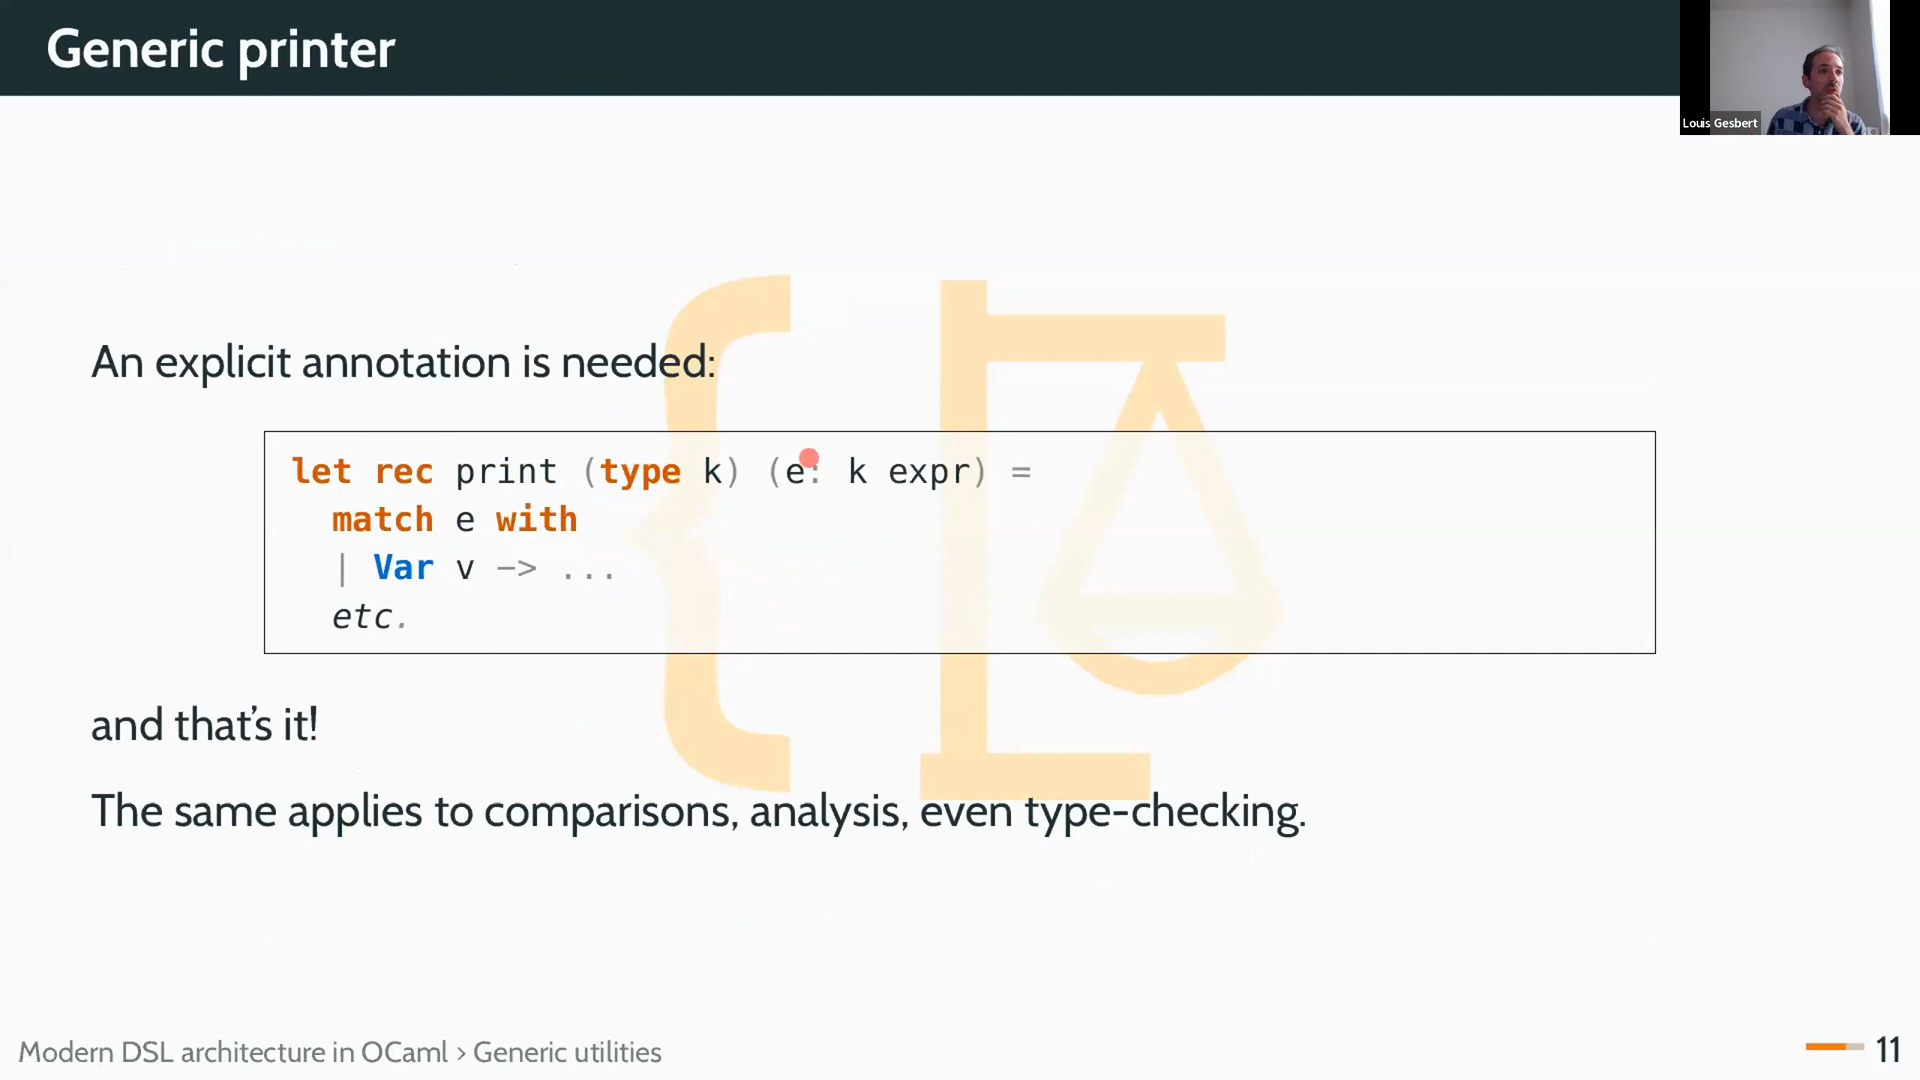 Generic printer
Louis Gesbert
An explicit annotation is needed:
let rec print (type k) (e: k expr) =
match e with
| Var v -> ...
etc.
and that's it!
The same applies to comparisons, analysis, even type-checking.
Modern DSL architecture in OCaml › Generic utilities
11